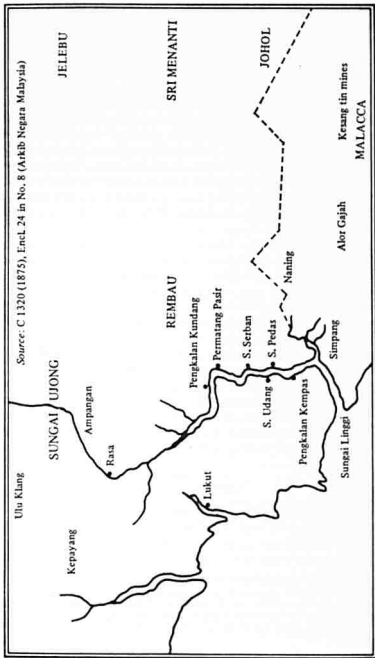 Source: C 1320 (1875), Encl. 24 in No. 8 (Arkib Negara Malaysia)
Ulu Klang
SUNGAI UJONG
JELEBU
Ampangan
Kepayang
Rasa
REMBAU
SRI MENANTI
Pengkalan Kundang
Permatang Pasir
Lukut
S. Serban
S. Pedas
JOHOL
S. Udang
Naning
Pengkalan Kempas
Simpang
Alor Gajah
Kesang tin mines
Sungai Linggi
MALACCA